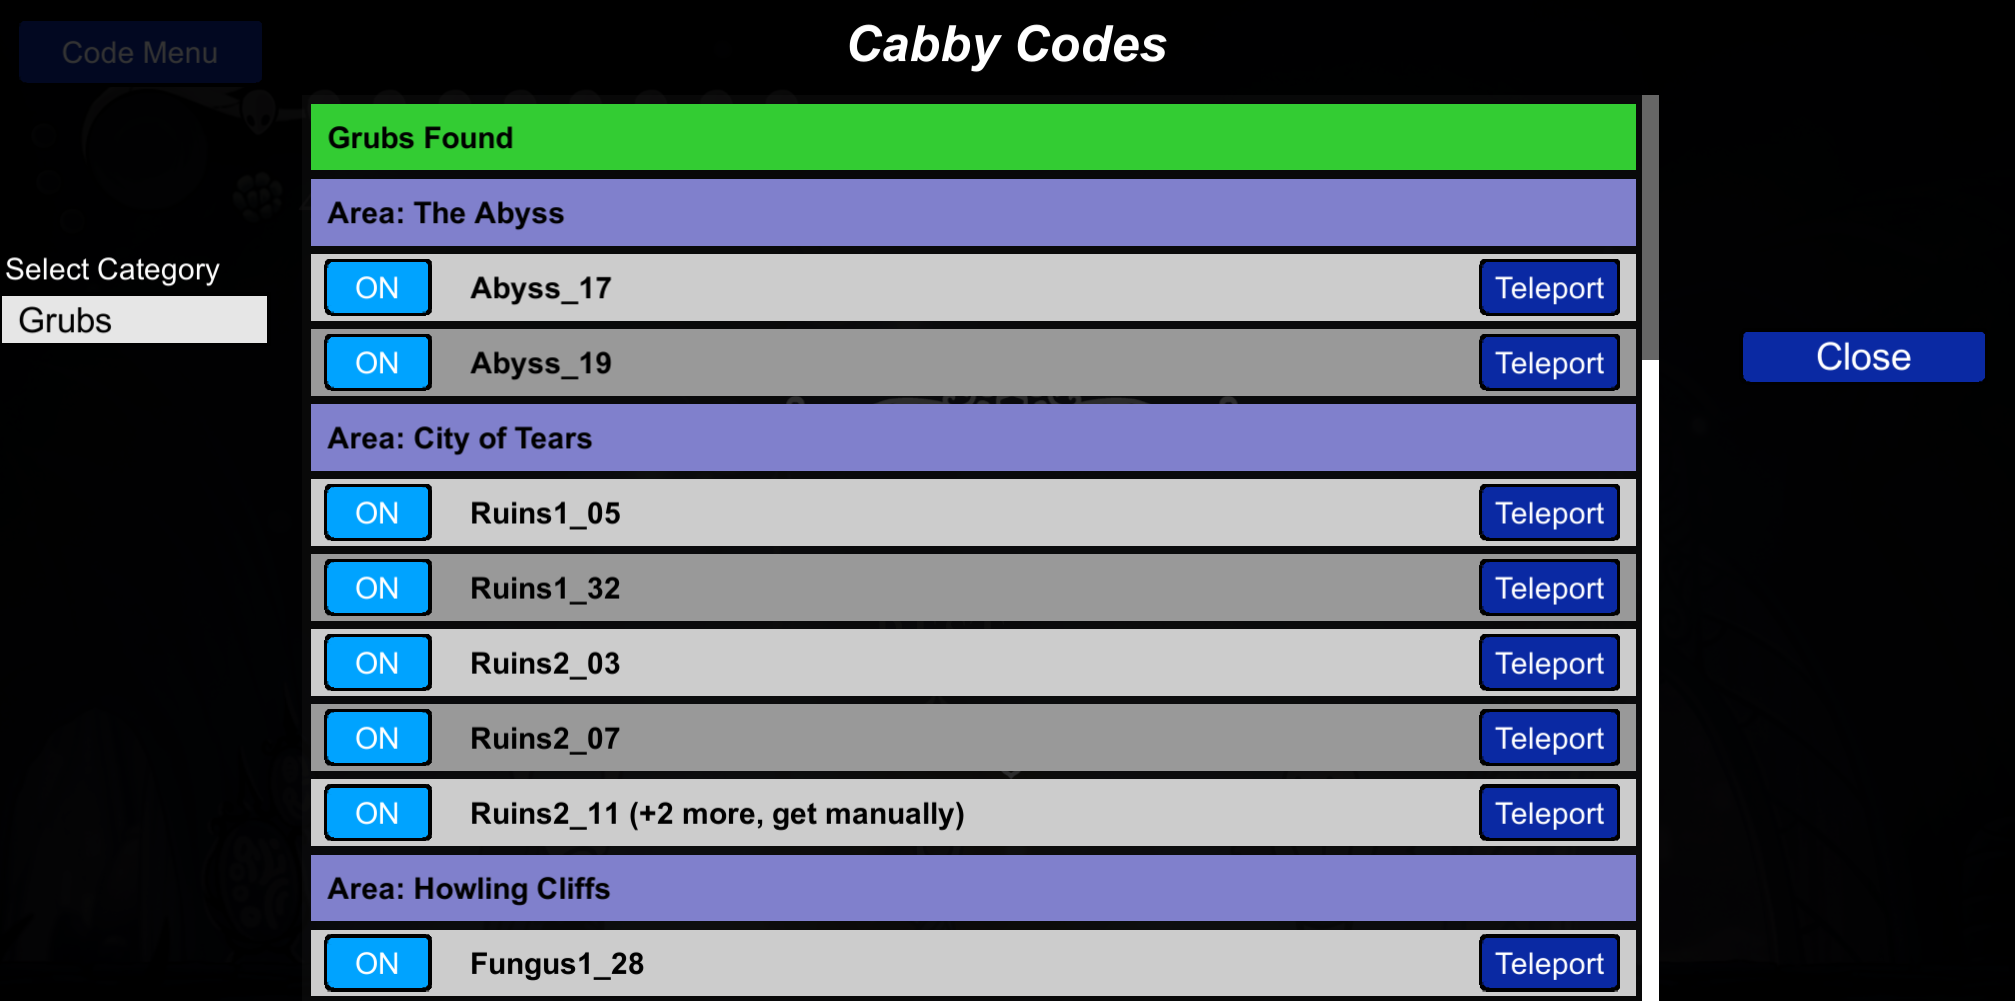 Code Menu
Cabby Codes
Grubs Found
Area: The Abyss
Select Category
Grubs
ON Abyss_17 Teleport
ON Abyss_19 Teleport
Close
Area: City of Tears
ON Ruins1_05 Teleport
ON Ruins1_32 Teleport
ON Ruins2_03 Teleport
ON Ruins2_07 Teleport
ON Ruins2_11 (+2 more, get manually) Teleport
Area: Howling Cliffs
ON Fungus1_28 Teleport